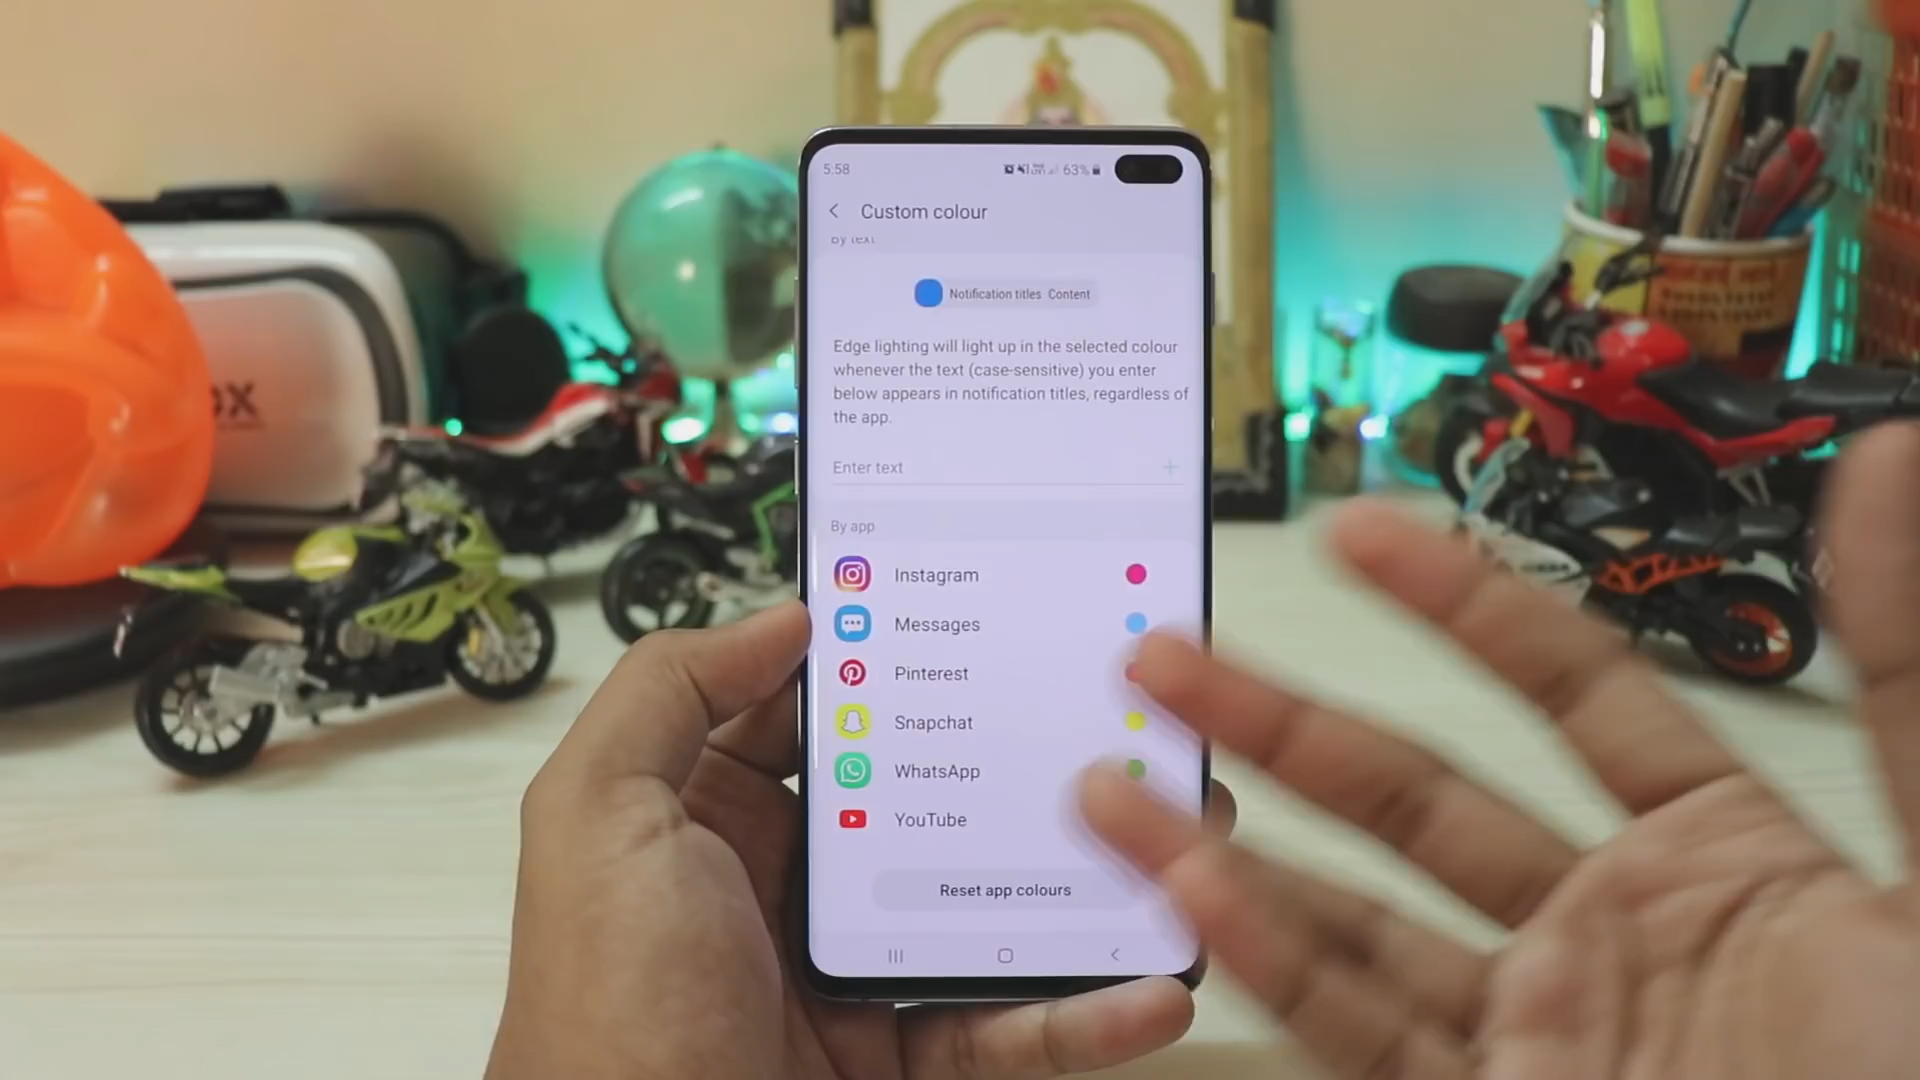 5:58
63%
Custom colour
By text
Notification titles Content
Edge lighting will light up in the selected colour
whenever the text (case-sensitive) you enter
below appears in notification titles, regardless of
the app.
Enter text
By app
Instagram
Messages
Pinterest
Snapchat
WhatsApp
YouTube
Reset app colours